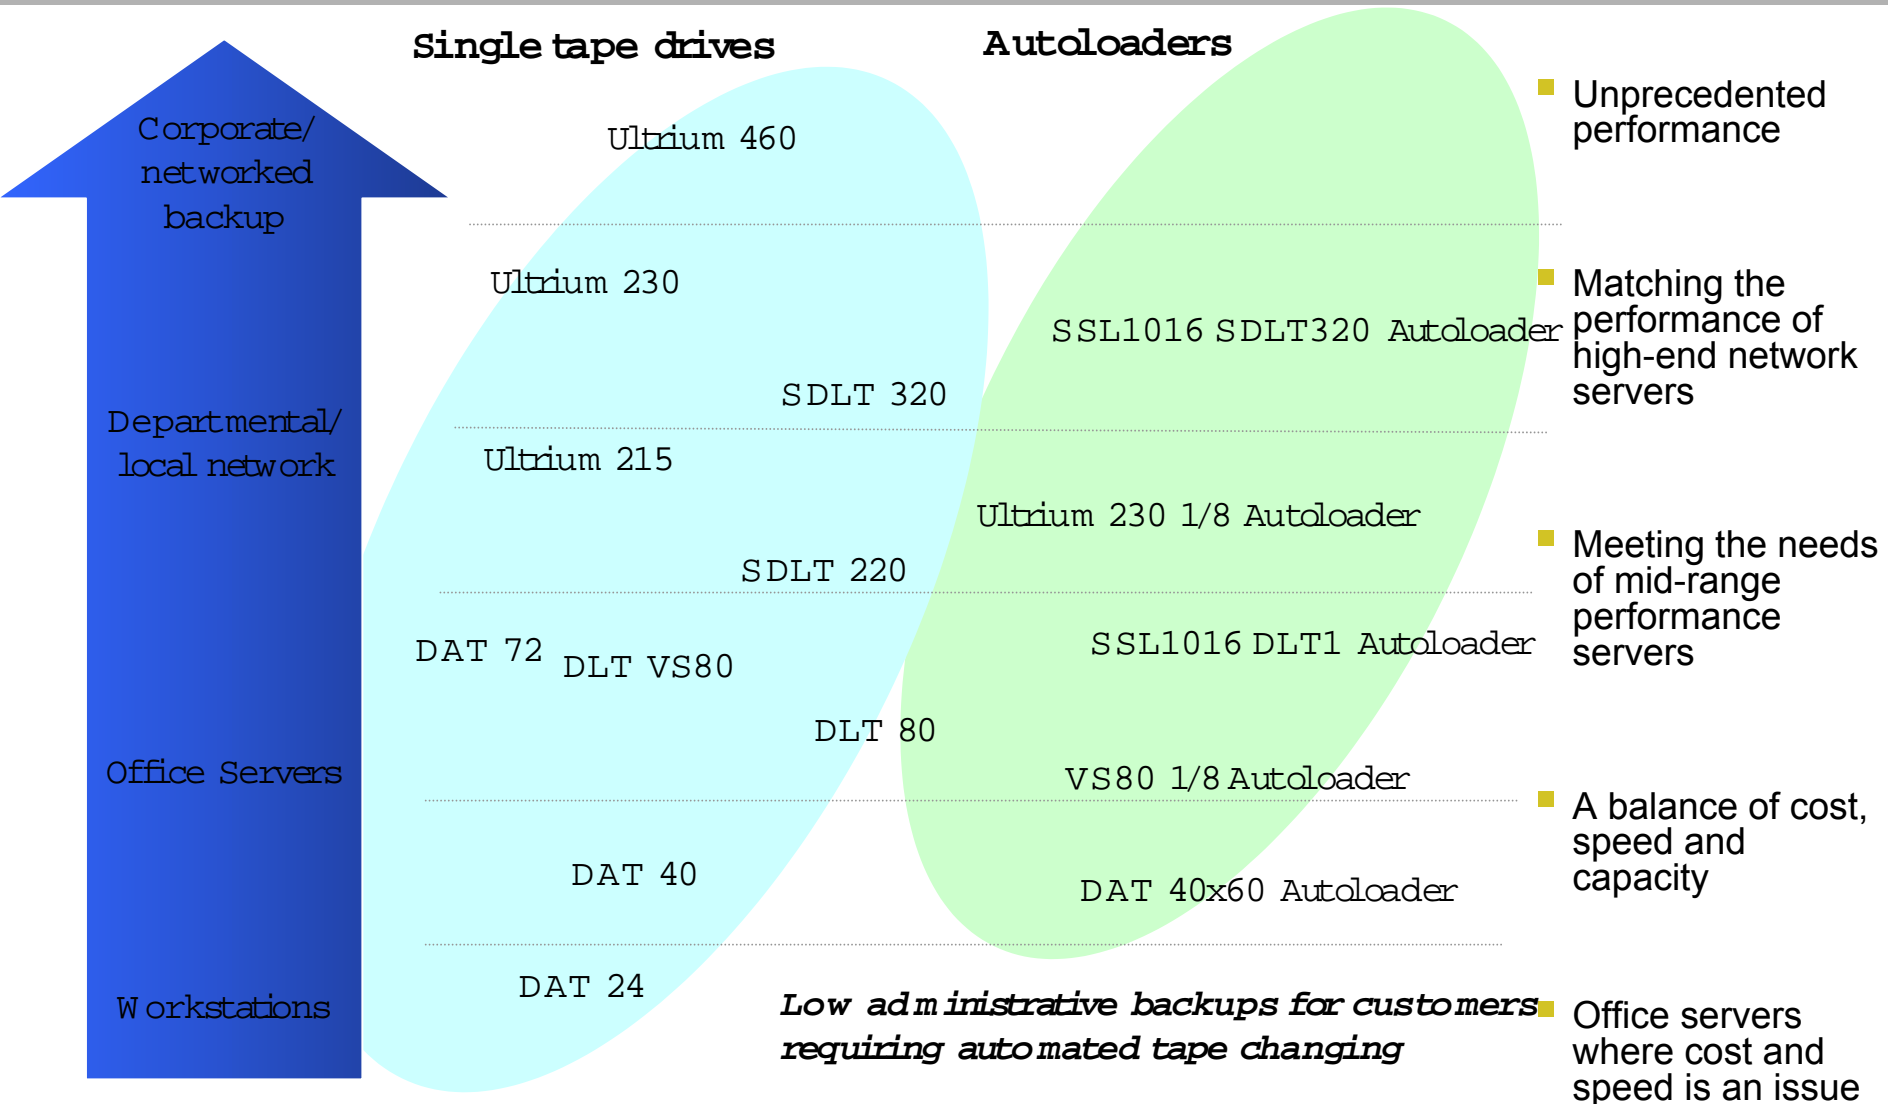 Single tape drives
Autoloaders
Corporate/
networked
backup
Departmental/
local network
Office Servers
Workstations
Ultrium 460
Ultrium 230
SSL1016 SDLT320 Autoloader
SDLT 320
Ultrium 215
Ultrium 230 1/8 Autoloader
SDLT 220
DAT 72
DLT VS80
SSL1016 DLT1 Autoloader
DLT 80
VS80 1/8 Autoloader
DAT 40
DAT 40x60 Autoloader
DAT 24
Low administrative backups for customers
requiring automated tape changing
Unprecedented
performance
Matching the
performance of
high-end network
servers
Meeting the needs
of mid-range
performance
servers
A balance of cost,
speed and
capacity
Office servers
where cost and
speed is an issue